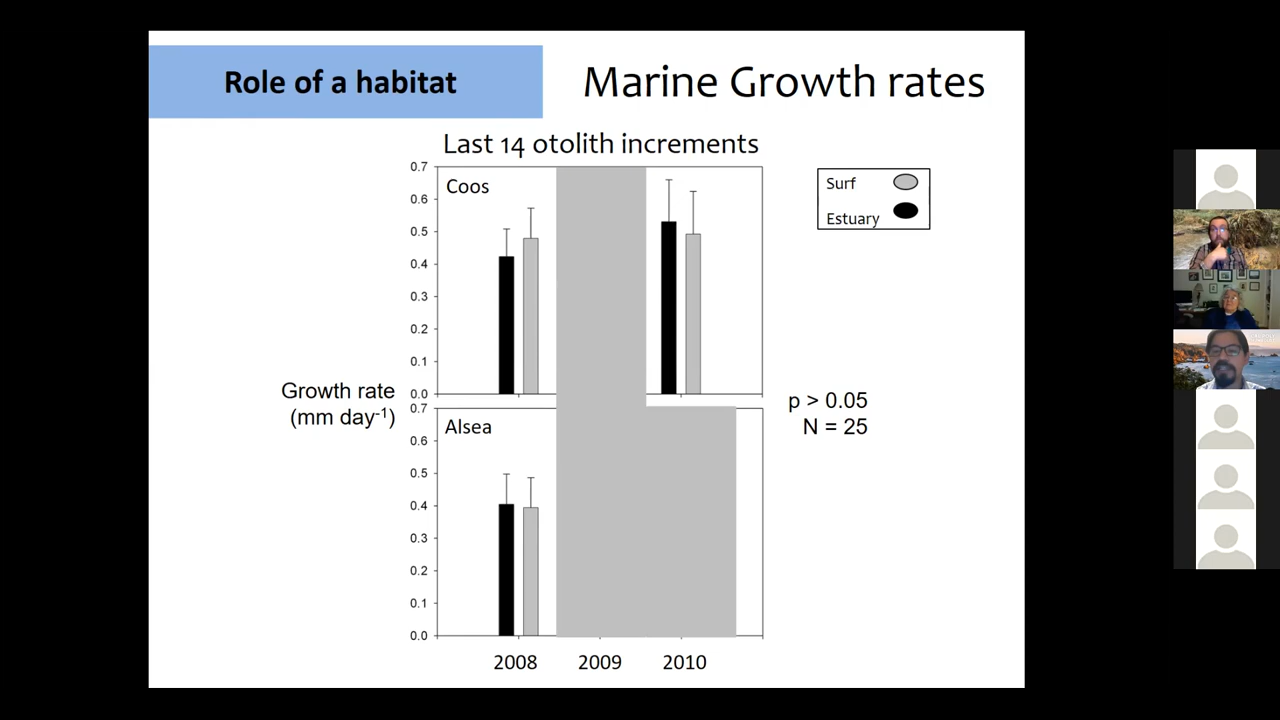 Role of a habitat
Marine Growth rates
Last 14 otolith increments
0.7
Coos
0.6
0.5
0.4
0.3
0.2
0.1
0.0
Surf
Estuary
Growth rate
(mm day-1)
p > 0.05
N = 25
0.7
Alsea
0.6
0.5
0.4
0.3
0.2
0.1
0.0
2008 2009 2010